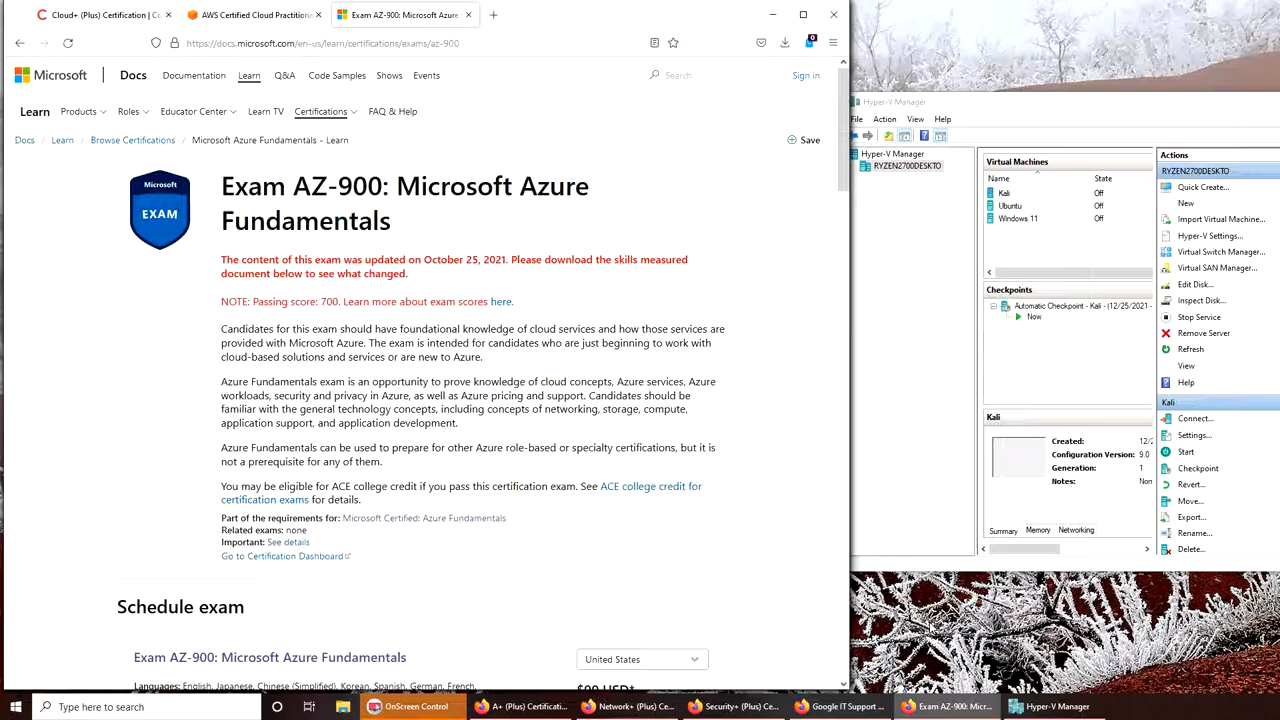 Cloud+ (Plus) Certification | Co
AWS Certified Cloud Practitione
Exam AZ-900: Microsoft Azure
https://docs.microsoft.com/en-us/learn/certifications/exams/az-900
Microsoft
Docs
Documentation
Learn
Q&A
Code Samples
Shows
Events
Search
Sign in
Learn
Products
Roles
Educator Center
Learn TV
Certifications
FAQ & Help
Docs / Learn / Browse Certifications / Microsoft Azure Fundamentals - Learn
Save
Microsoft
EXAM
Exam AZ-900: Microsoft Azure
Fundamentals
The content of this exam was updated on October 25, 2021. Please download the skills measured
document below to see what changed.
NOTE: Passing score: 700. Learn more about exam scores here.
Candidates for this exam should have foundational knowledge of cloud services and how those services are
provided with Microsoft Azure. The exam is intended for candidates who are just beginning to work with
cloud-based solutions and services or are new to Azure.
Azure Fundamentals exam is an opportunity to prove knowledge of cloud concepts, Azure services, Azure
workloads, security and privacy in Azure, as well as Azure pricing and support. Candidates should be
familiar with the general technology concepts, including concepts of networking, storage, compute,
application support, and application development.
Azure Fundamentals can be used to prepare for other Azure role-based or specialty certifications, but it is
not a prerequisite for any of them.
You may be eligible for ACE college credit if you pass this certification exam. See ACE college credit for
certification exams for details.
Part of the requirements for: Microsoft Certified: Azure Fundamentals
Related exams: none
Important: See details
Go to Certification Dashboard
Schedule exam
Exam AZ-900: Microsoft Azure Fundamentals
United States
Languages: English, Japanese, Chinese (Simplified), Korean, Spanish, German, French,
Hyper-V Manager
File
Action
View
Help
Hyper-V Manager
RYZEN2700DESKTO
Virtual Machines
Name
State
Kali
Off
Ubuntu
Off
Windows 11
Off
Checkpoints
Automatic Checkpoint - Kali - (12/25/2021 -
Now
Kali
Created: 12/2
Configuration Version: 9.0
Generation: 1
Notes: Non
Summary
Memory
Networking
Actions
RYZEN2700DESKTO
Quick Create...
New
Import Virtual Machine...
Hyper-V Settings...
Virtual Switch Manager...
Virtual SAN Manager...
Edit Disk...
Inspect Disk...
Stop Service
Remove Server
Refresh
View
Help
Kali
Connect...
Settings...
Start
Checkpoint
Revert...
Move...
Export...
Rename...
Delete...
Type here to search
OnScreen Control
A+ (Plus) Certificati...
Network+ (Plus) Ce...
Security+ (Plus) Ce...
Google IT Support ...
Exam AZ-900: Micr...
Hyper-V Manager